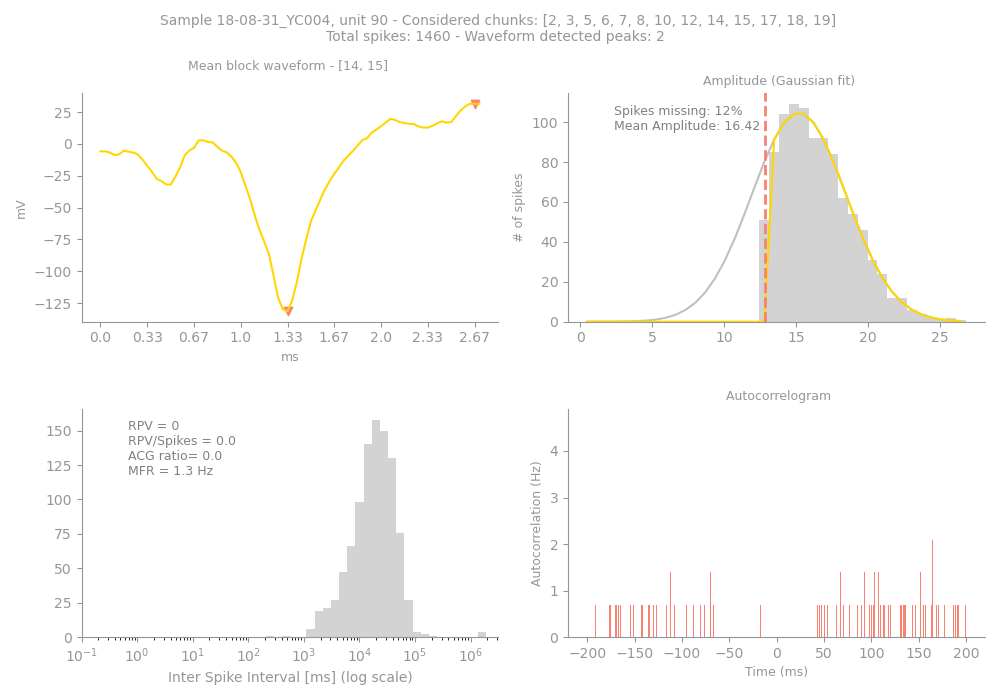 Sample 18-08-31_YC004, unit 90 - Considered chunks: [2, 3, 5, 6, 7, 8, 10, 12, 14, 15, 17, 18, 19]
Total spikes: 1460 - Waveform detected peaks: 2
Mean block waveform - [14, 15]
25
0
−25
−50
−75
−100
−125
mV
0.0 0.33 0.67 1.0 1.33 1.67 2.0 2.33 2.67
ms
Amplitude (Gaussian fit)
Spikes missing: 12%
Mean Amplitude: 16.42
100
80
60
40
20
0
# of spikes
0 5 10 15 20 25
RPV = 0
RPV/Spikes = 0.0
ACG ratio= 0.0
MFR = 1.3 Hz
150
125
100
75
50
25
0
10⁻¹ 10⁰ 10¹ 10² 10³ 10⁴ 10⁵ 10⁶
Inter Spike Interval [ms] (log scale)
Autocorrelogram
4
3
2
1
0
Autocorrelation (Hz)
−200 −150 −100 −50 0 50 100 150 200
Time (ms)